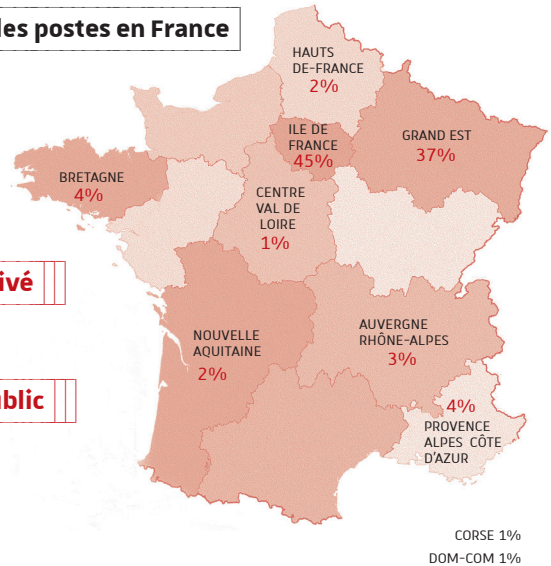 les postes en France
HAUTS
DE-FRANCE
2%
ILE DE
FRANCE
45%
GRAND EST
37%
BRETAGNE
4%
CENTRE
VAL DE
LOIRE
1%
NOUVELLE
AQUITAINE
2%
AUVERGNE
RHÔNE-ALPES
3%
4%
PROVENCE
ALPES CÔTE
D'AZUR
CORSE 1%
DOM-COM 1%